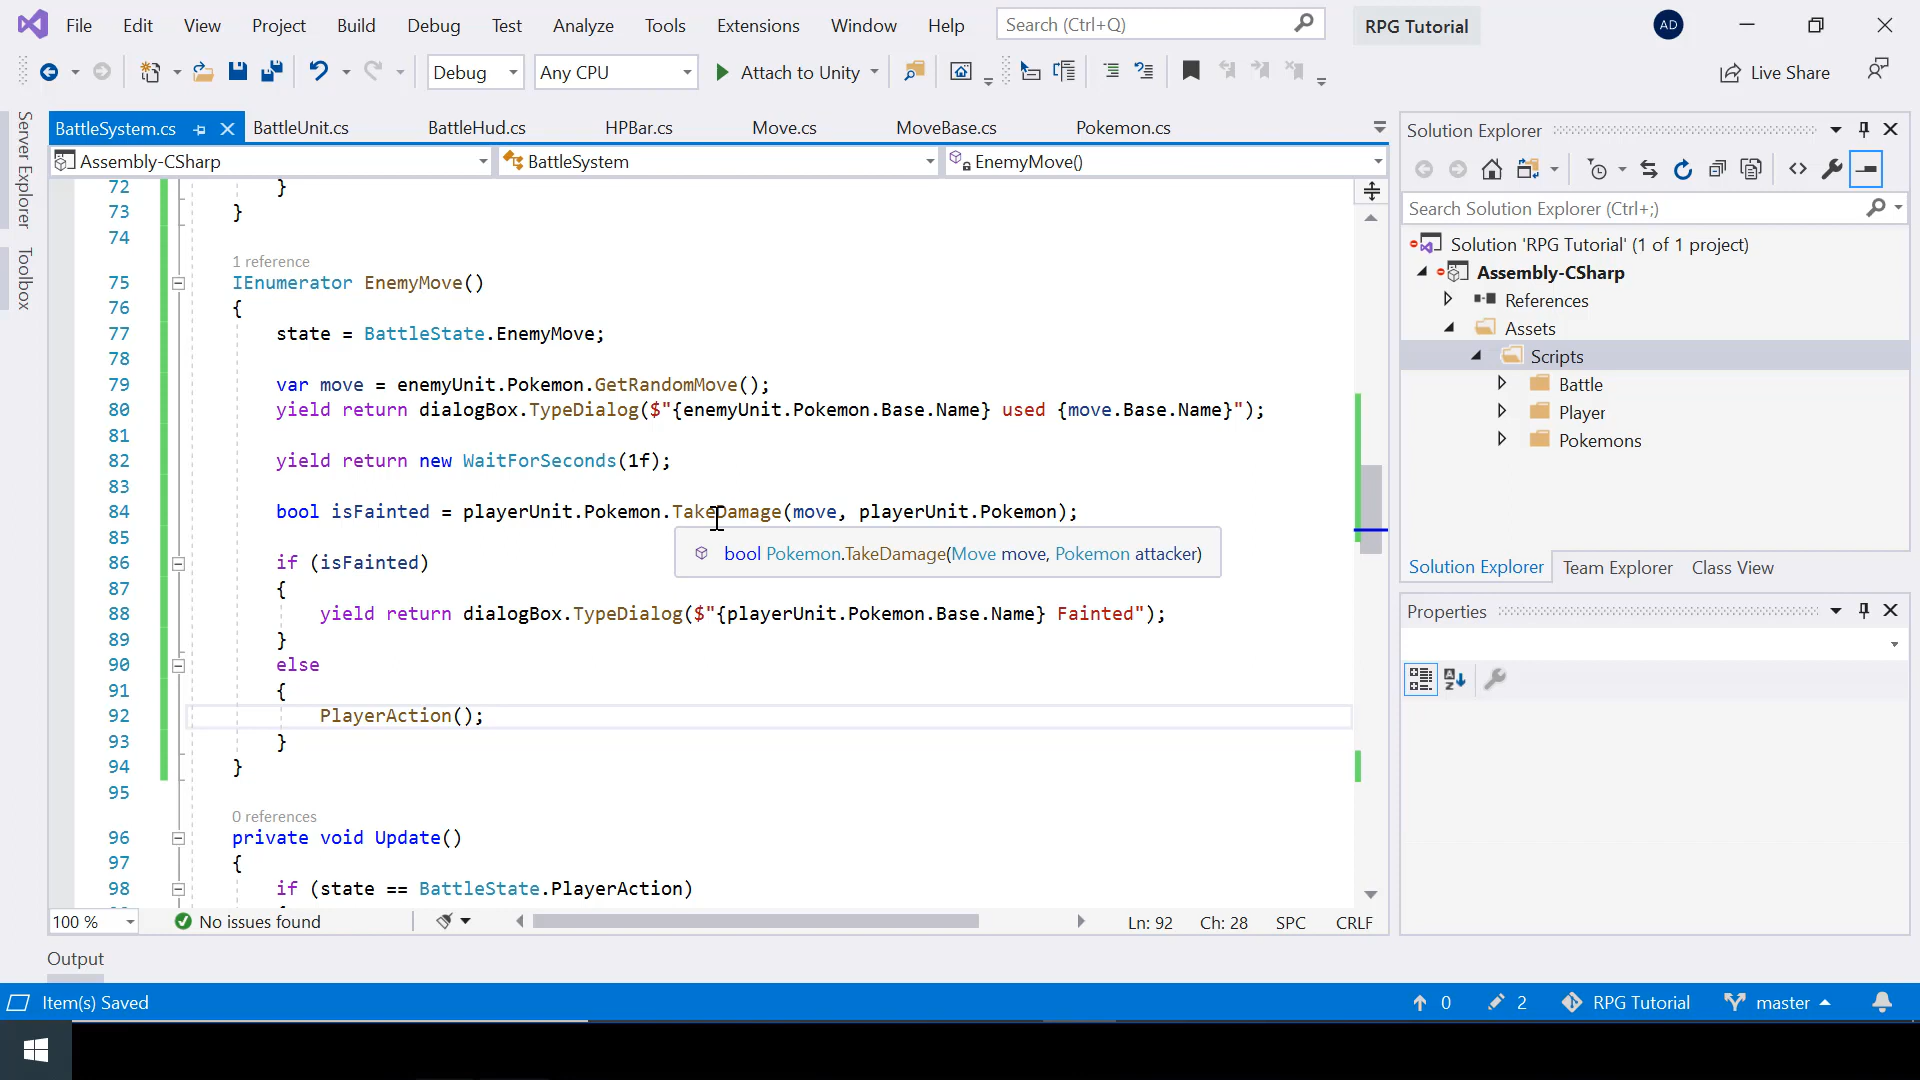 File Edit View Project Build Debug Test Analyze Tools Extensions Window Help Search (Ctrl+Q) RPG Tutorial AD
Debug Any CPU Attach to Unity Live Share
Server Explorer
Toolbox
BattleSystem.cs BattleUnit.cs BattleHud.cs HPBar.cs Move.cs MoveBase.cs Pokemon.cs
Assembly-CSharp BattleSystem EnemyMove()
72 }
73 }
74
1 reference
75 IEnumerator EnemyMove()
76 {
77 state = BattleState.EnemyMove;
78
79 var move = enemyUnit.Pokemon.GetRandomMove();
80 yield return dialogBox.TypeDialog($"{enemyUnit.Pokemon.Base.Name} used {move.Base.Name}");
81
82 yield return new WaitForSeconds(1f);
83
84 bool isFainted = playerUnit.Pokemon.TakeDamage(move, playerUnit.Pokemon);
85
bool Pokemon.TakeDamage(Move move, Pokemon attacker)
86 if (isFainted)
87 {
88 yield return dialogBox.TypeDialog($"{playerUnit.Pokemon.Base.Name} Fainted");
89 }
90 else
91 {
92 PlayerAction();
93 }
94 }
95
0 references
96 private void Update()
97 {
98 if (state == BattleState.PlayerAction)
100 % No issues found Ln: 92 Ch: 28 SPC CRLF
Output
Solution Explorer
Search Solution Explorer (Ctrl+;)
Solution 'RPG Tutorial' (1 of 1 project)
Assembly-CSharp
References
Assets
Scripts
Battle
Player
Pokemons
Solution Explorer Team Explorer Class View
Properties
Item(s) Saved 0 2 RPG Tutorial master